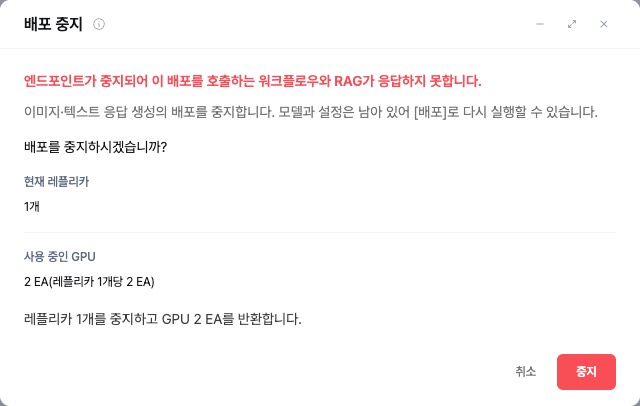 배포 중지
엔드포인트가 중지되어 이 배포를 호출하는 워크플로우와 RAG가 응답하지 못합니다.
이미지·텍스트 응답 생성의 배포를 중지합니다. 모델과 설정은 남아 있어 [배포]로 다시 실행할 수 있습니다.
배포를 중지하시겠습니까?
현재 레플리카
1개
사용 중인 GPU
2 EA(레플리카 1개당 2 EA)
레플리카 1개를 중지하고 GPU 2 EA를 반환합니다.
취소
중지